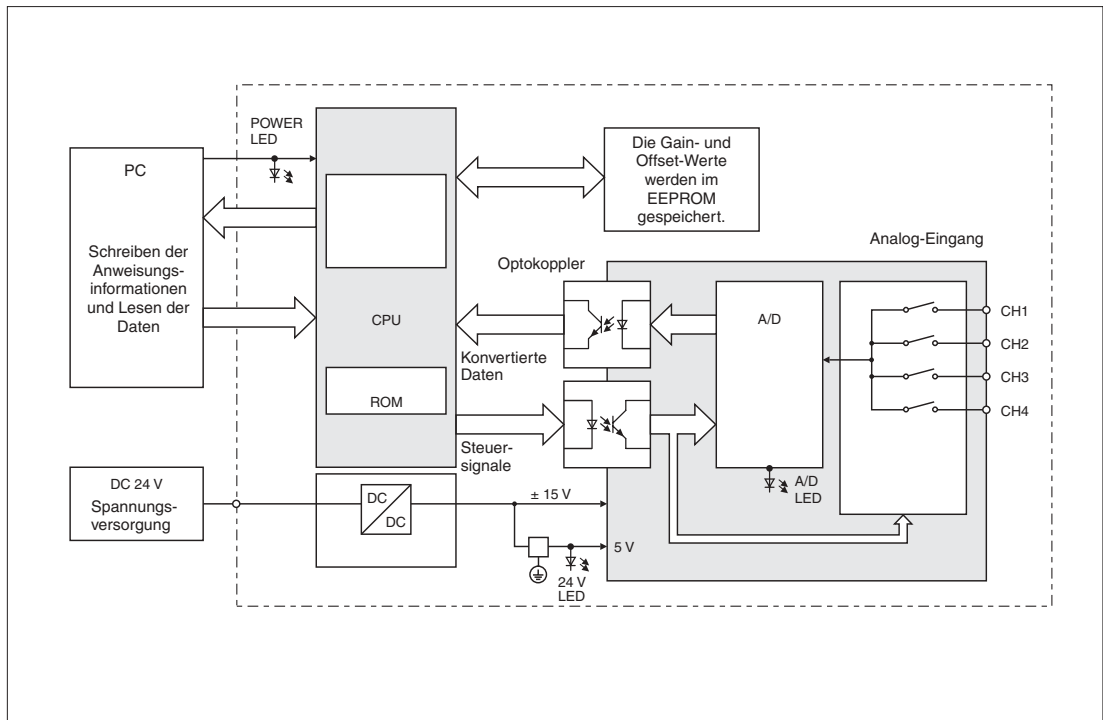 POWER
LED
PC
Schreiben der
Anweisungs-
informationen
und Lesen der
Daten
CPU
ROM
Die Gain- und
Offset-Werte
werden im
EEPROM
gespeichert.
Analog-Eingang
Optokoppler
A/D
CH1
CH2
CH3
CH4
Konvertierte
Daten
Steuer-
signale
A/D
LED
DC 24 V
Spannungs-
versorgung
DC
DC
± 15 V
5 V
24 V
LED